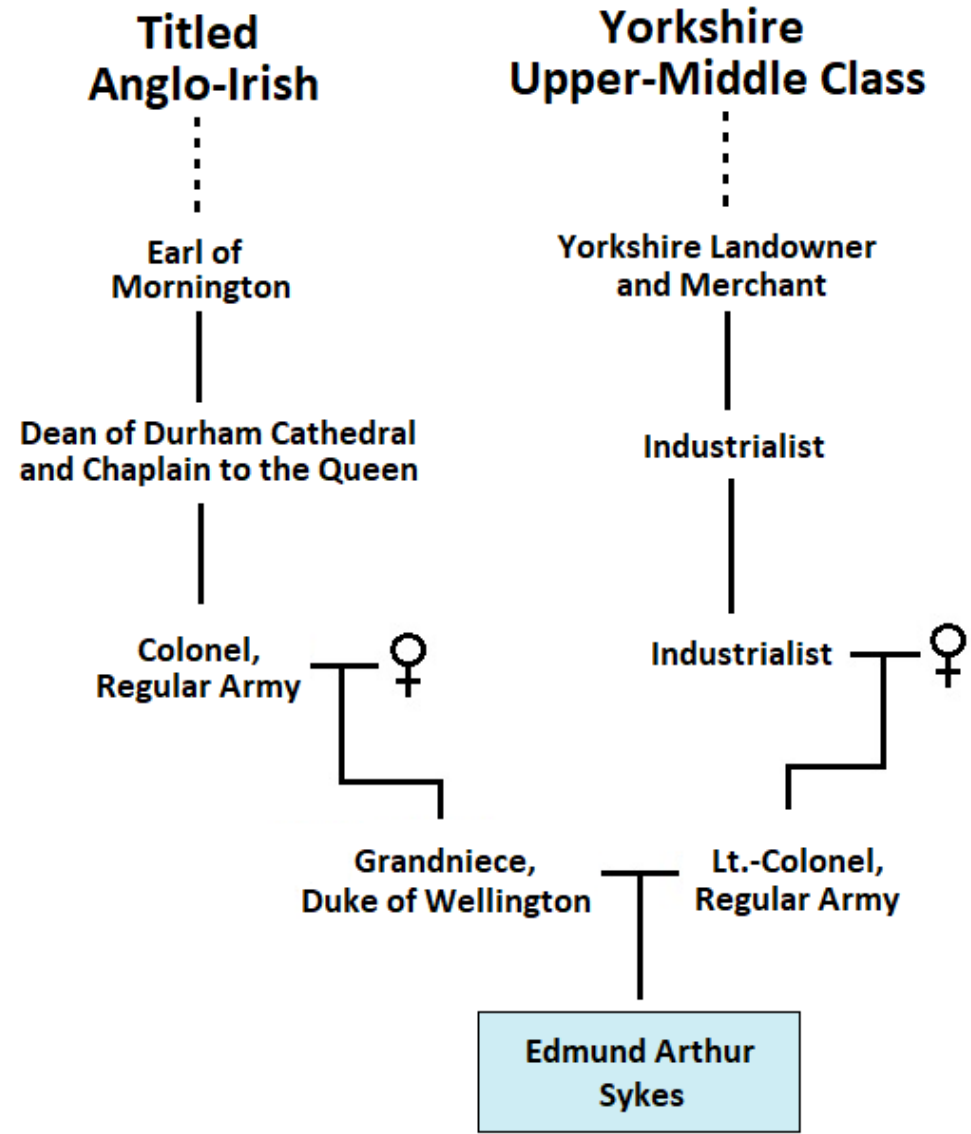 Titled
Anglo-Irish
Yorkshire
Upper-Middle Class
Earl of
Mornington
Yorkshire Landowner
and Merchant
Dean of Durham Cathedral
and Chaplain to the Queen
Industrialist
Colonel,
Regular Army
Industrialist
Grandniece,
Duke of Wellington
Lt.-Colonel,
Regular Army
Edmund Arthur
Sykes